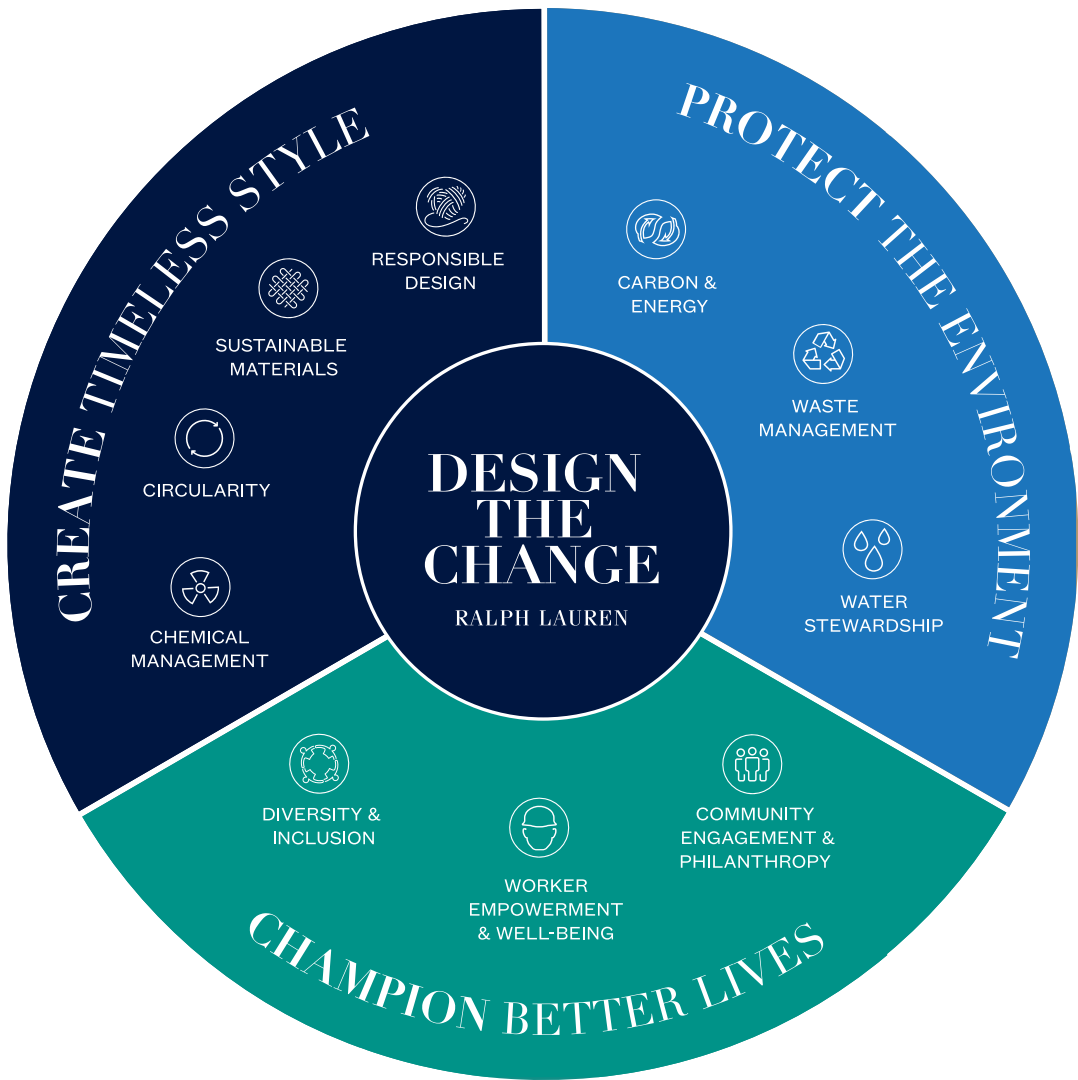 CREATE TIMELESS STYLE
RESPONSIBLE
DESIGN
SUSTAINABLE
MATERIALS
CIRCULARITY
CHEMICAL
MANAGEMENT
PROTECT THE ENVIRONMENT
CARBON &
ENERGY
WASTE
MANAGEMENT
WATER
STEWARDSHIP
DESIGN
THE
CHANGE
RALPH LAUREN
DIVERSITY &
INCLUSION
WORKER
EMPOWERMENT
& WELL-BEING
COMMUNITY
ENGAGEMENT &
PHILANTHROPY
CHAMPION BETTER LIVES